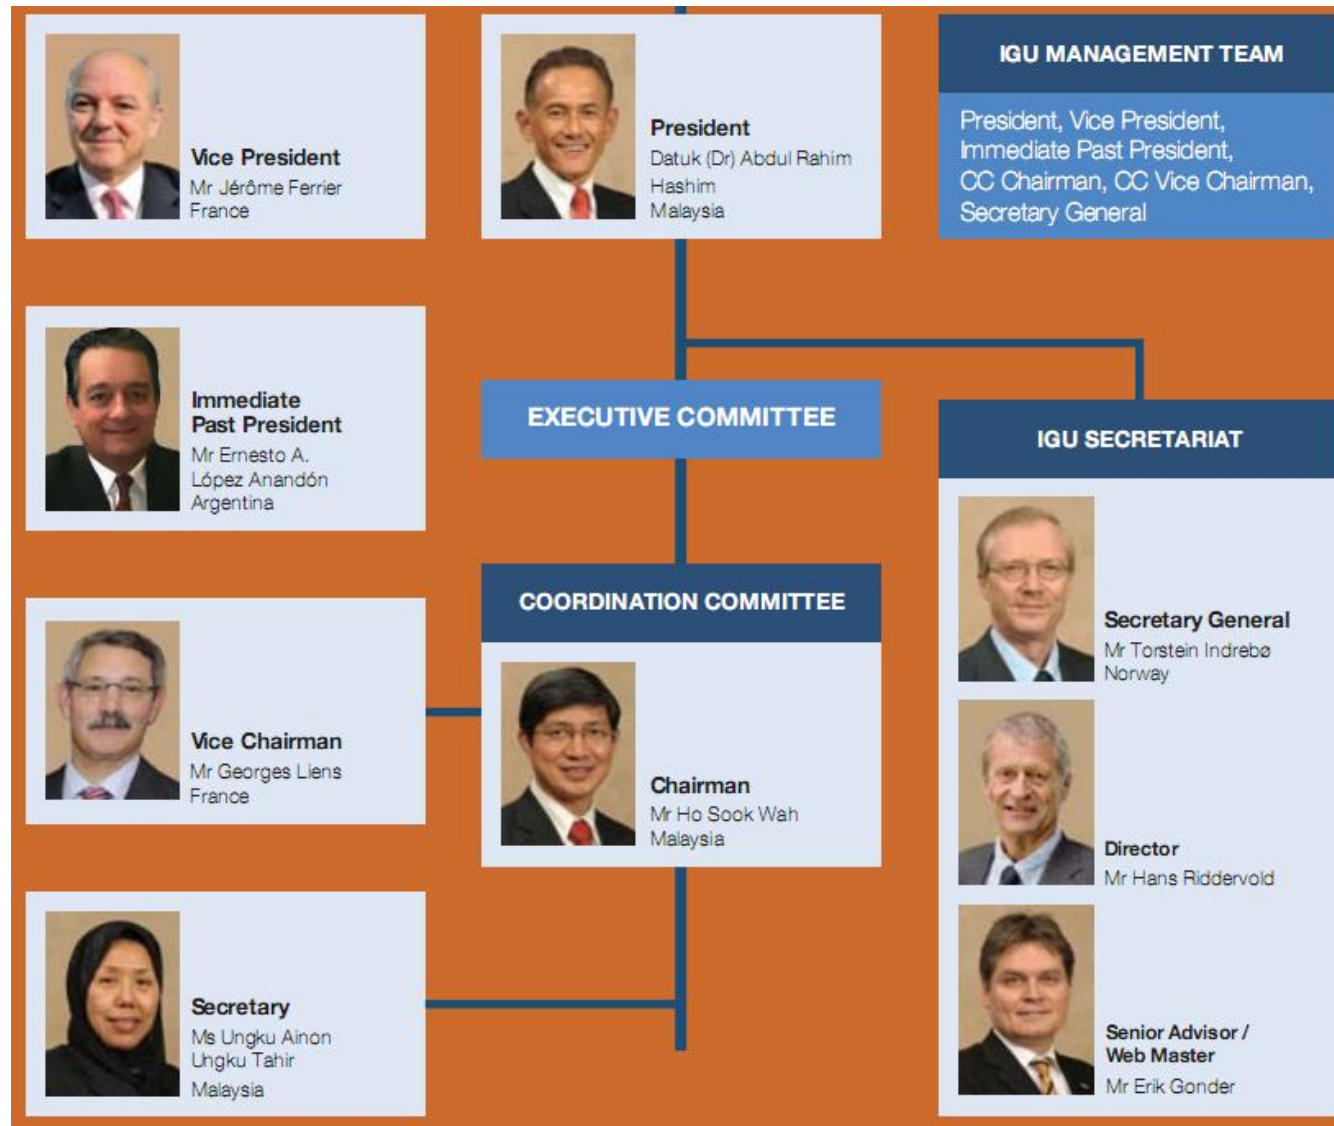 Vice President
Mr Jérôme Ferrier
France
President
Datuk (Dr) Abdul Rahim
Hashim
Malaysia
IGU MANAGEMENT TEAM
President, Vice President,
Immediate Past President,
CC Chairman, CC Vice Chairman,
Secretary General
Immediate
Past President
Mr Ernesto A.
López Anandón
Argentina
EXECUTIVE COMMITTEE
IGU SECRETARIAT
COORDINATION COMMITTEE
Secretary General
Mr Torstein Indrebø
Norway
Vice Chairman
Mr Georges Liens
France
Chairman
Mr Ho Sook Wah
Malaysia
Director
Mr Hans Riddervold
Secretary
Ms Ungku Ainon
Ungku Tahir
Malaysia
Senior Advisor /
Web Master
Mr Erik Gonder